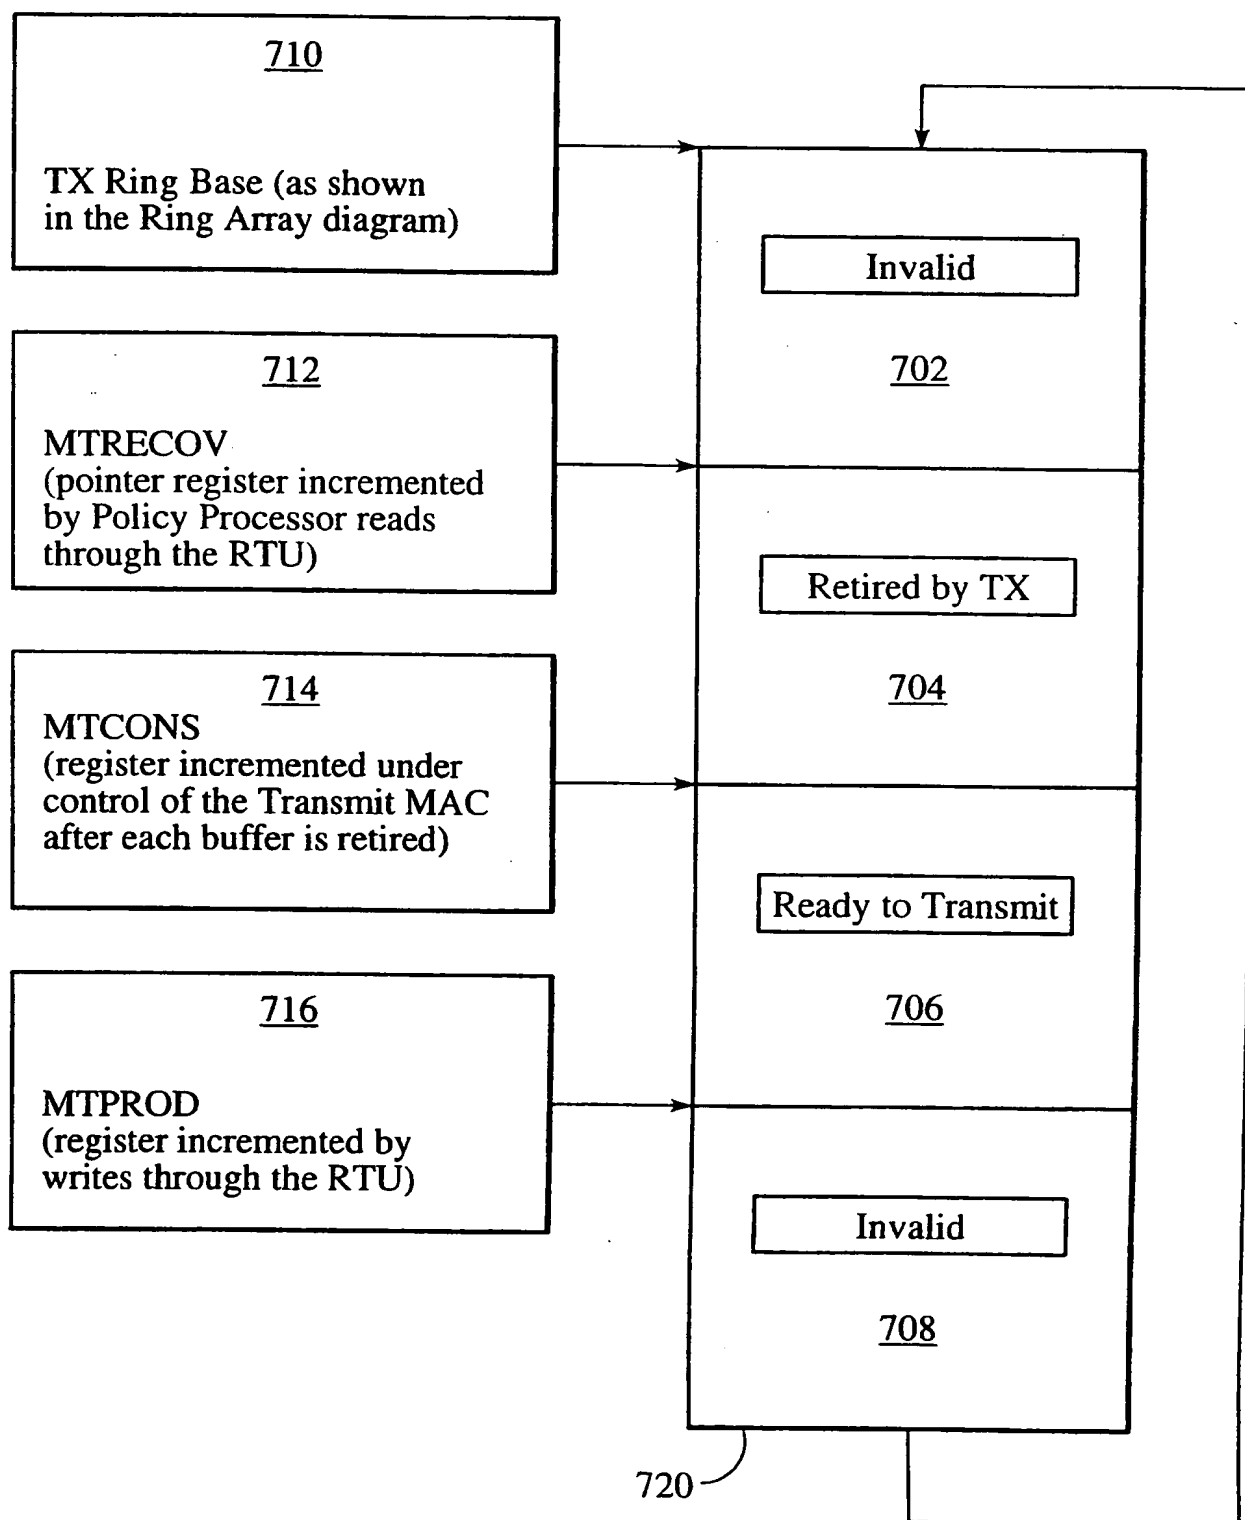 710
TX Ring Base (as shown
in the Ring Array diagram)
712
MTRECOV
(pointer register incremented
by Policy Processor reads
through the RTU)
714
MTCONS
(register incremented under
control of the Transmit MAC
after each buffer is retired)
716
MTPROD
(register incremented by
writes through the RTU)
Invalid
702
Retired by TX
704
Ready to Transmit
706
Invalid
708
720